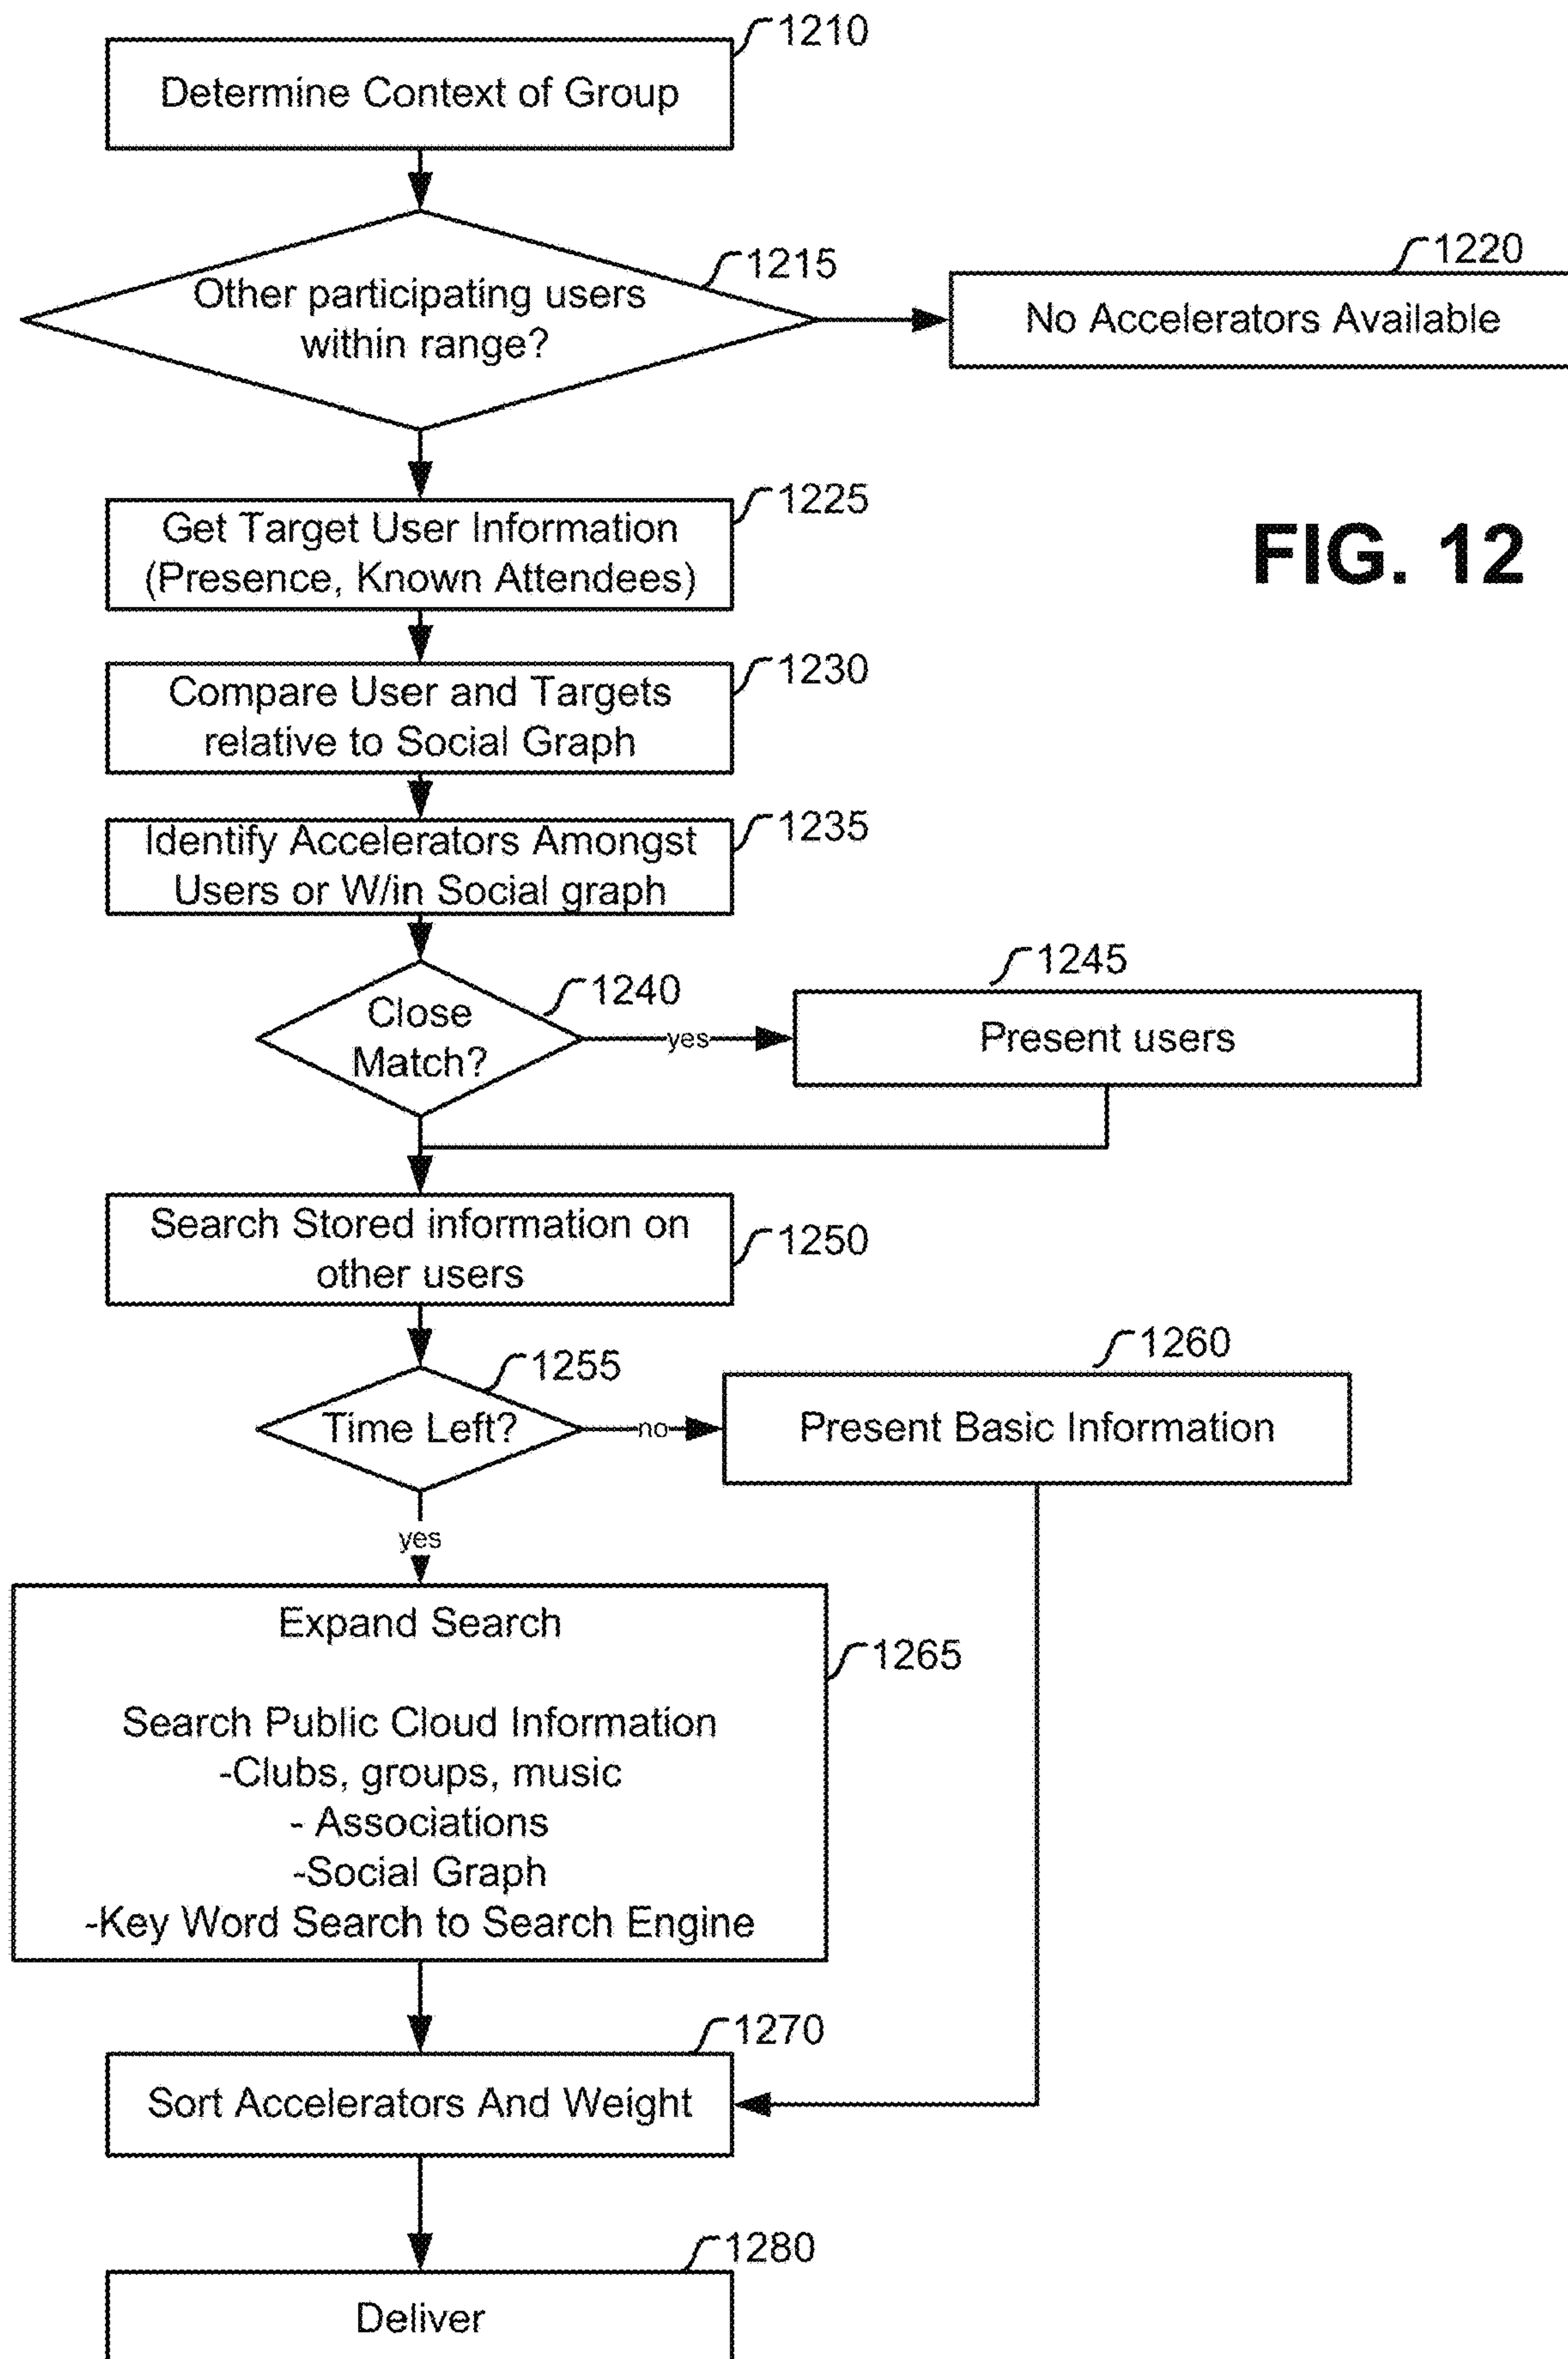 1210
Determine Context of Group
1215
Other participating users
within range?
1220
No Accelerators Available
1225
Get Target User Information
(Presence, Known Attendees)
FIG. 12
1230
Compare User and Targets
relative to Social Graph
1235
Identify Accelerators Amongst
Users or W/in Social graph
1240
Close
Match?
yes
1245
Present users
1250
Search Stored information on
other users
1255
Time Left?
no
1260
Present Basic Information
yes
1265
Expand Search
Search Public Cloud Information
-Clubs, groups, music
- Associations
-Social Graph
-Key Word Search to Search Engine
1270
Sort Accelerators And Weight
1280
Deliver